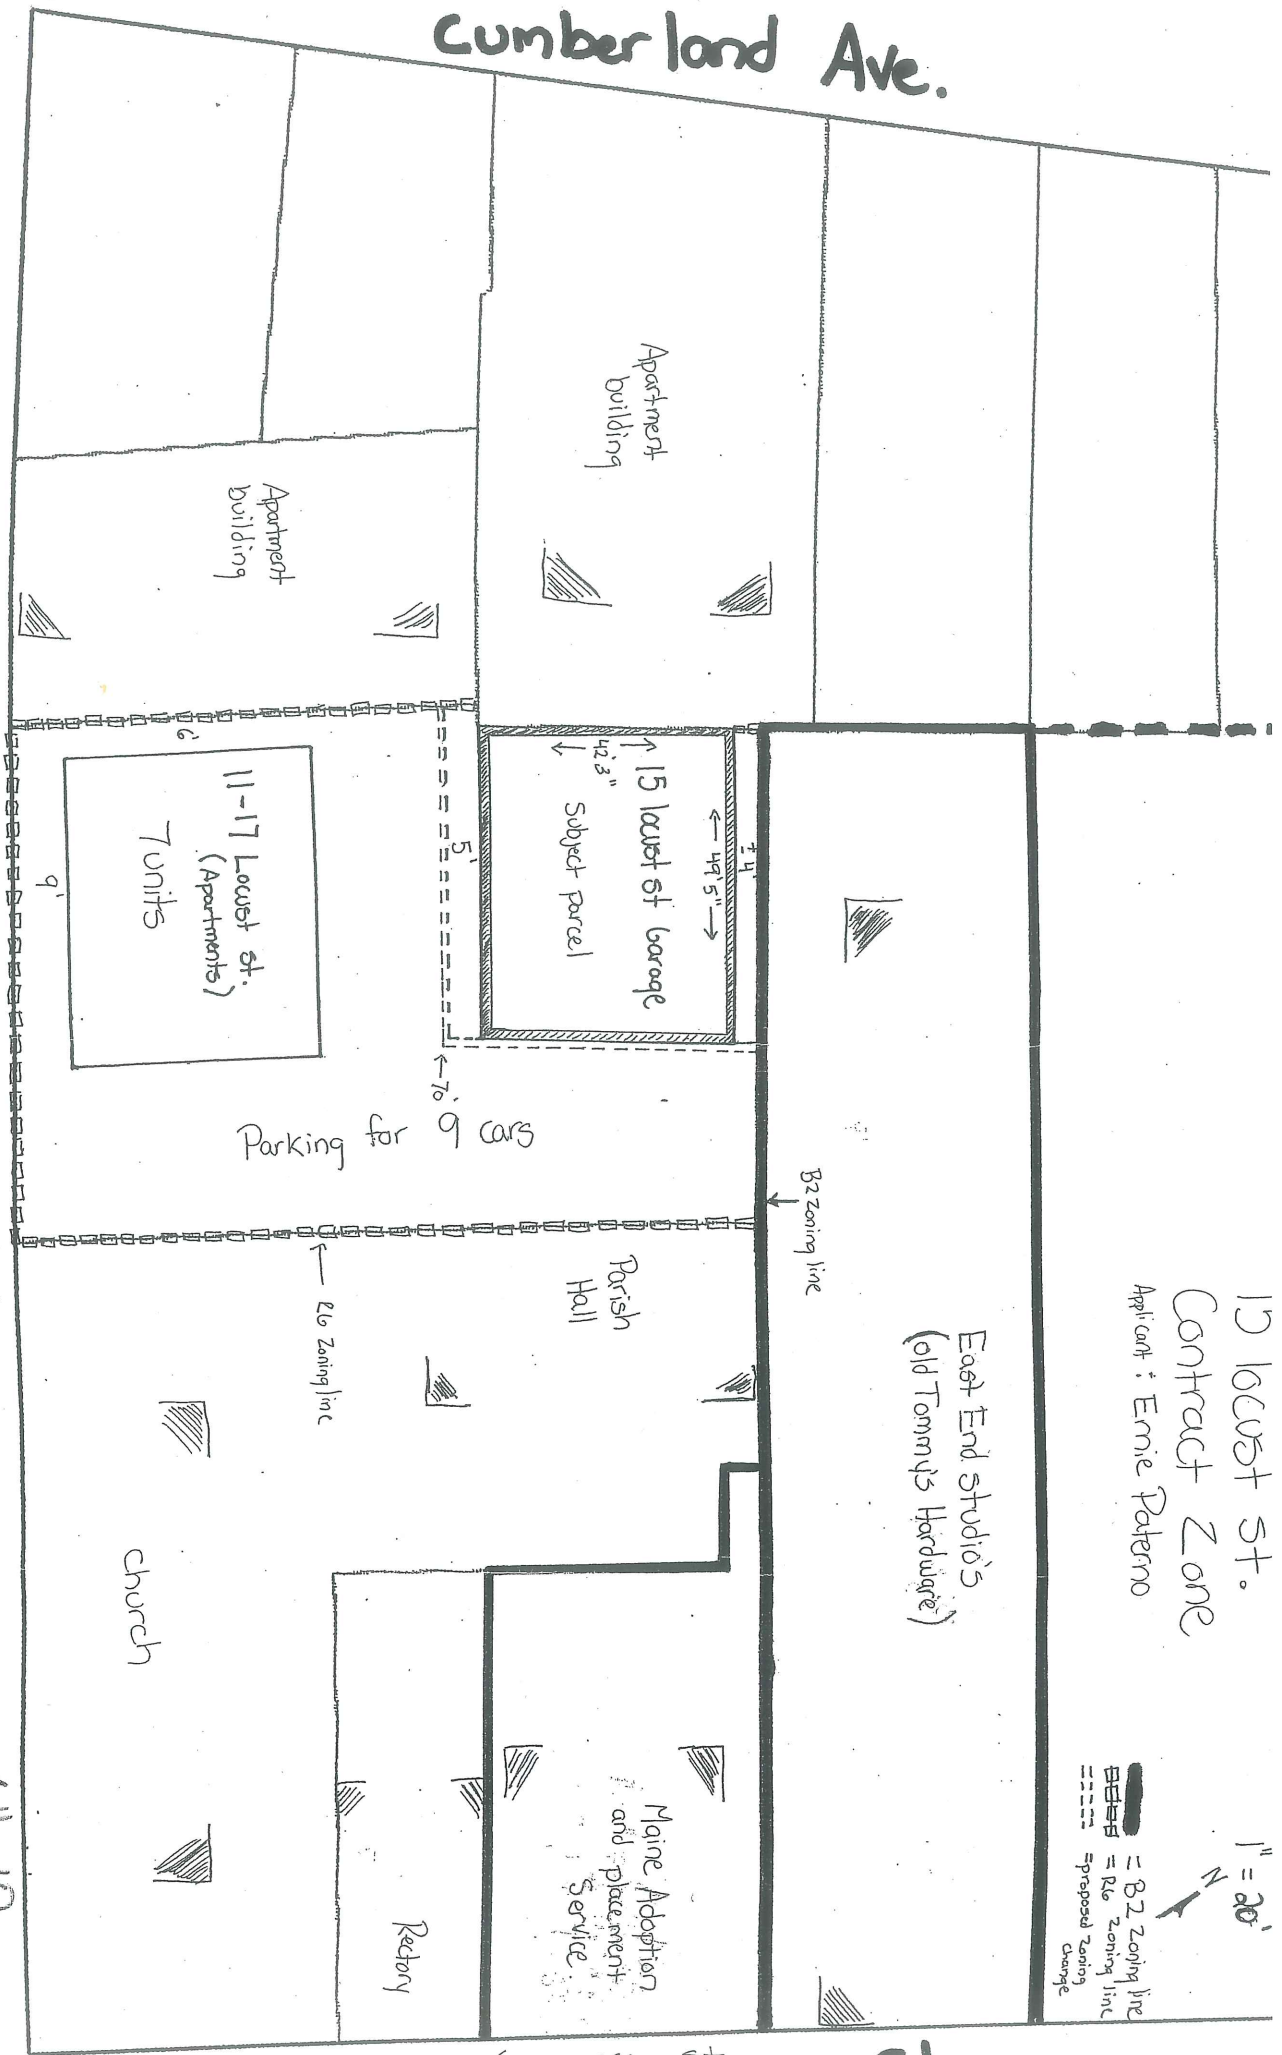 Cumberland Ave.
15 locust st.
Contract Zone
Applicant : Ernie Paterno
1" = 20'
N
= B2 zoning line
= R6 zoning line
= proposed zoning
change
Apartment
building
Apartment
building
6'
11-17 Locust st.
(Apartments)
7 units
9'
5'
15 locust st Garage
42'3"
Subject parcel
49'5"
±4'
70'
Parking for 9 cars
B2 zoning line
R6 zoning line
Parish
Hall
East End studio's
(old Tommy's Hardware)
Church
Maine Adoption
and placement
Service
Rectory